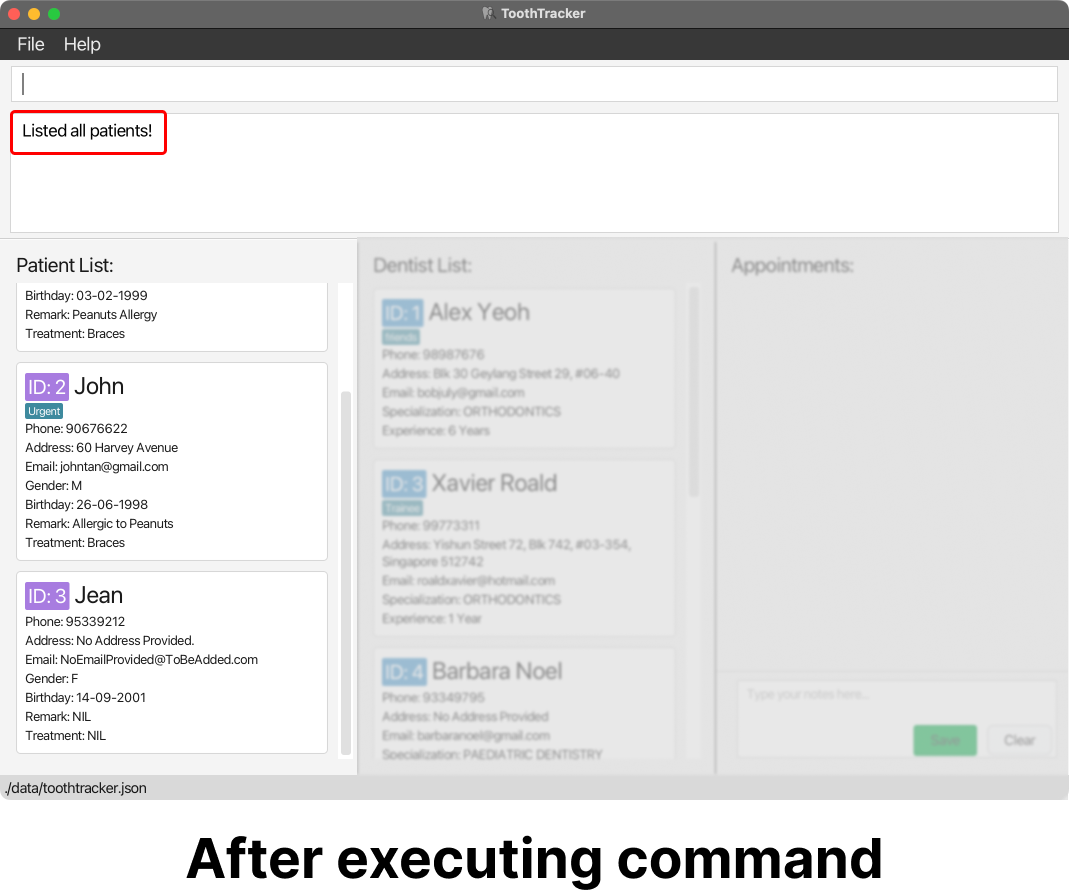 ToothTracker
File Help
Listed all patients!
Patient List:
Birthday: 03-02-1999
Remark: Peanuts Allergy
Treatment: Braces
ID: 2 John
Urgent
Phone: 90676622
Address: 60 Harvey Avenue
Email: johntan@gmail.com
Gender: M
Birthday: 26-06-1998
Remark: Allergic to Peanuts
Treatment: Braces
ID: 3 Jean
Phone: 95339212
Address: No Address Provided.
Email: NoEmailProvided@ToBeAdded.com
Gender: F
Birthday: 14-09-2001
Remark: NIL
Treatment: NIL
Dentist List:
ID: 1 Alex Yeoh
Phone: 98987676
Address: Blk 30 Geylang Street 29, #06-40
Email: bobjuly@gmail.com
Specialization: ORTHODONTICS
Experience: 6 Years
ID: 3 Xavier Roald
Trainee
Phone: 99773311
Address: Yishun Street 72, Blk 742, #03-354,
Singapore 512742
Email: roaldxavier@hotmail.com
Specialization: ORTHODONTICS
Experience: 1 Year
ID: 4 Barbara Noel
Phone: 93349795
Address: No Address Provided
Email: barbaranoel@gmail.com
Specialization: PAEDIATRIC DENTISTRY
Appointments:
Type your notes here...
Save Clear
./data/toothtracker.json
After executing command